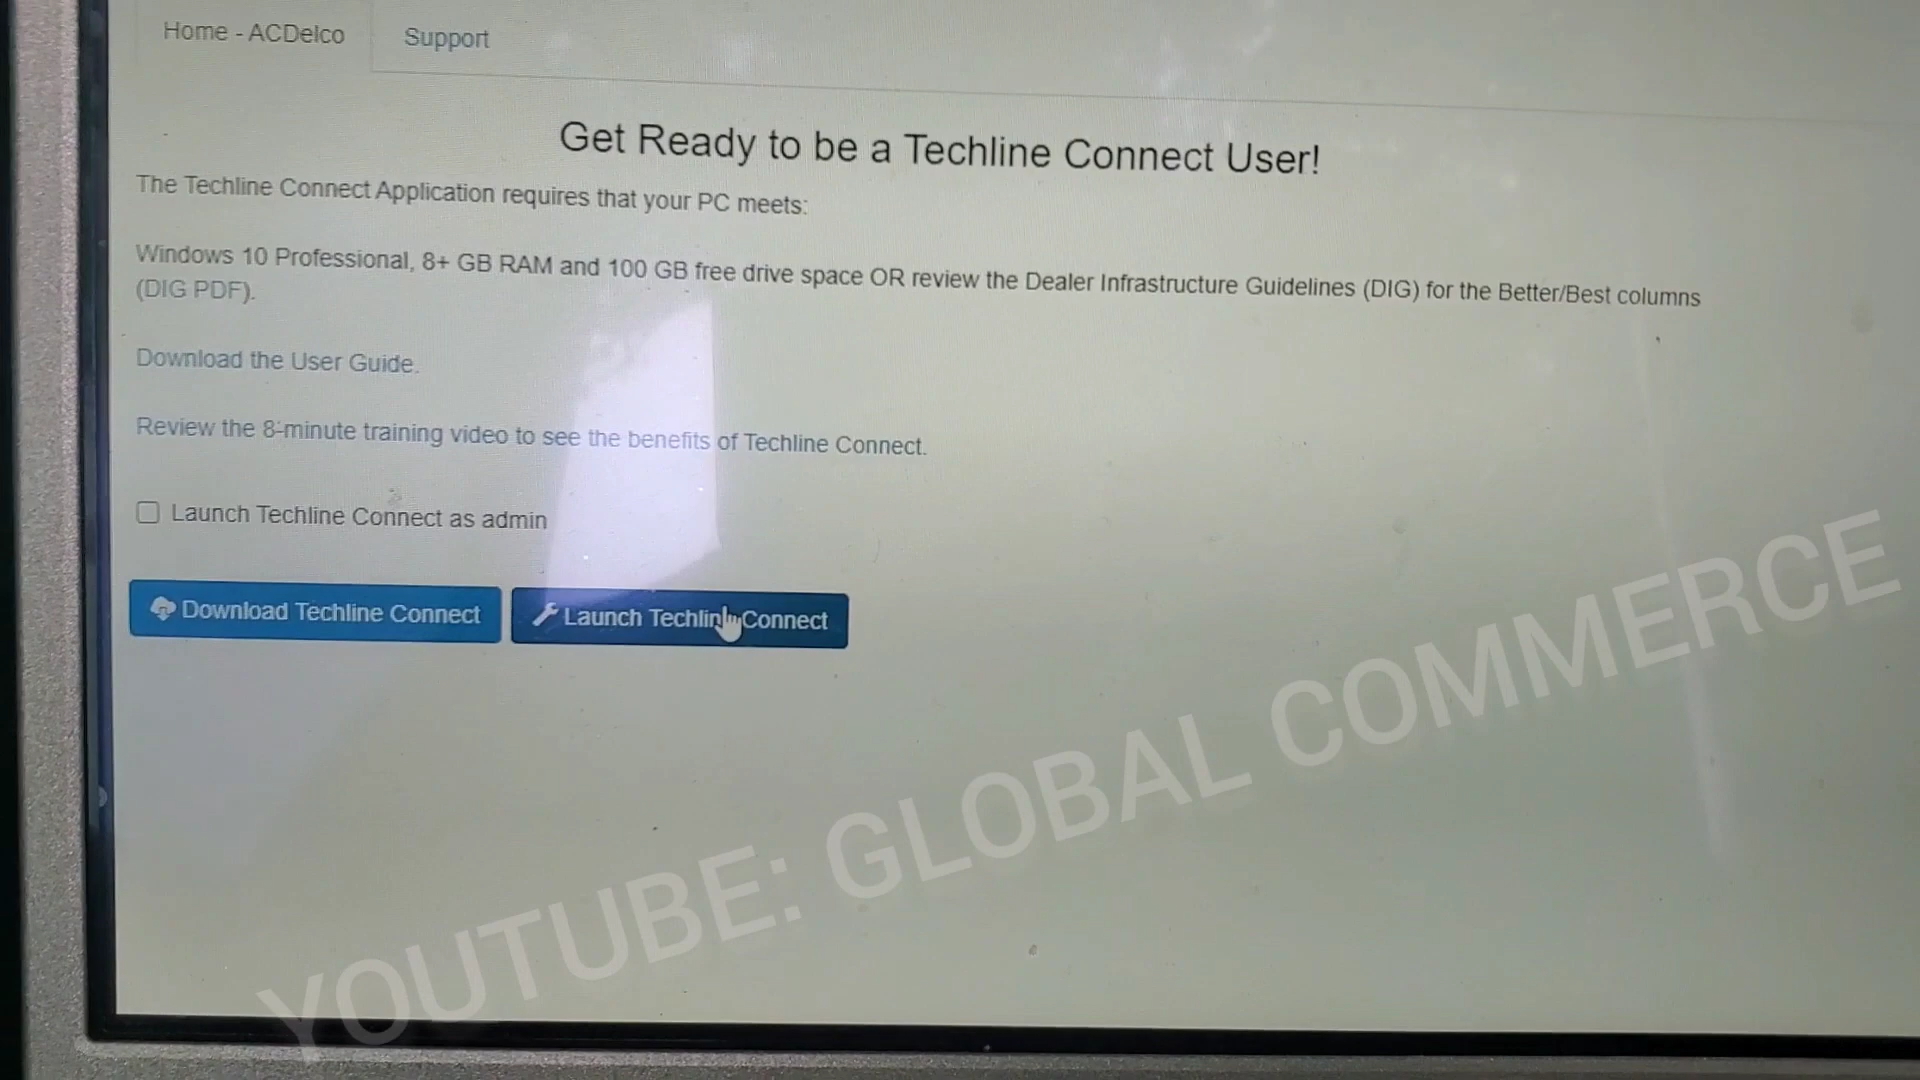 Home - ACDelco
Support
Get Ready to be a Techline Connect User!
The Techline Connect Application requires that your PC meets:
Windows 10 Professional, 8+ GB RAM and 100 GB free drive space OR review the Dealer Infrastructure Guidelines (DIG) for the Better/Best columns
(DIG PDF).
Download the User Guide.
Review the 8-minute training video to see the benefits of Techline Connect.
Launch Techline Connect as admin
Download Techline Connect
Launch Techline Connect
YOUTUBE: GLOBAL COMMERCE